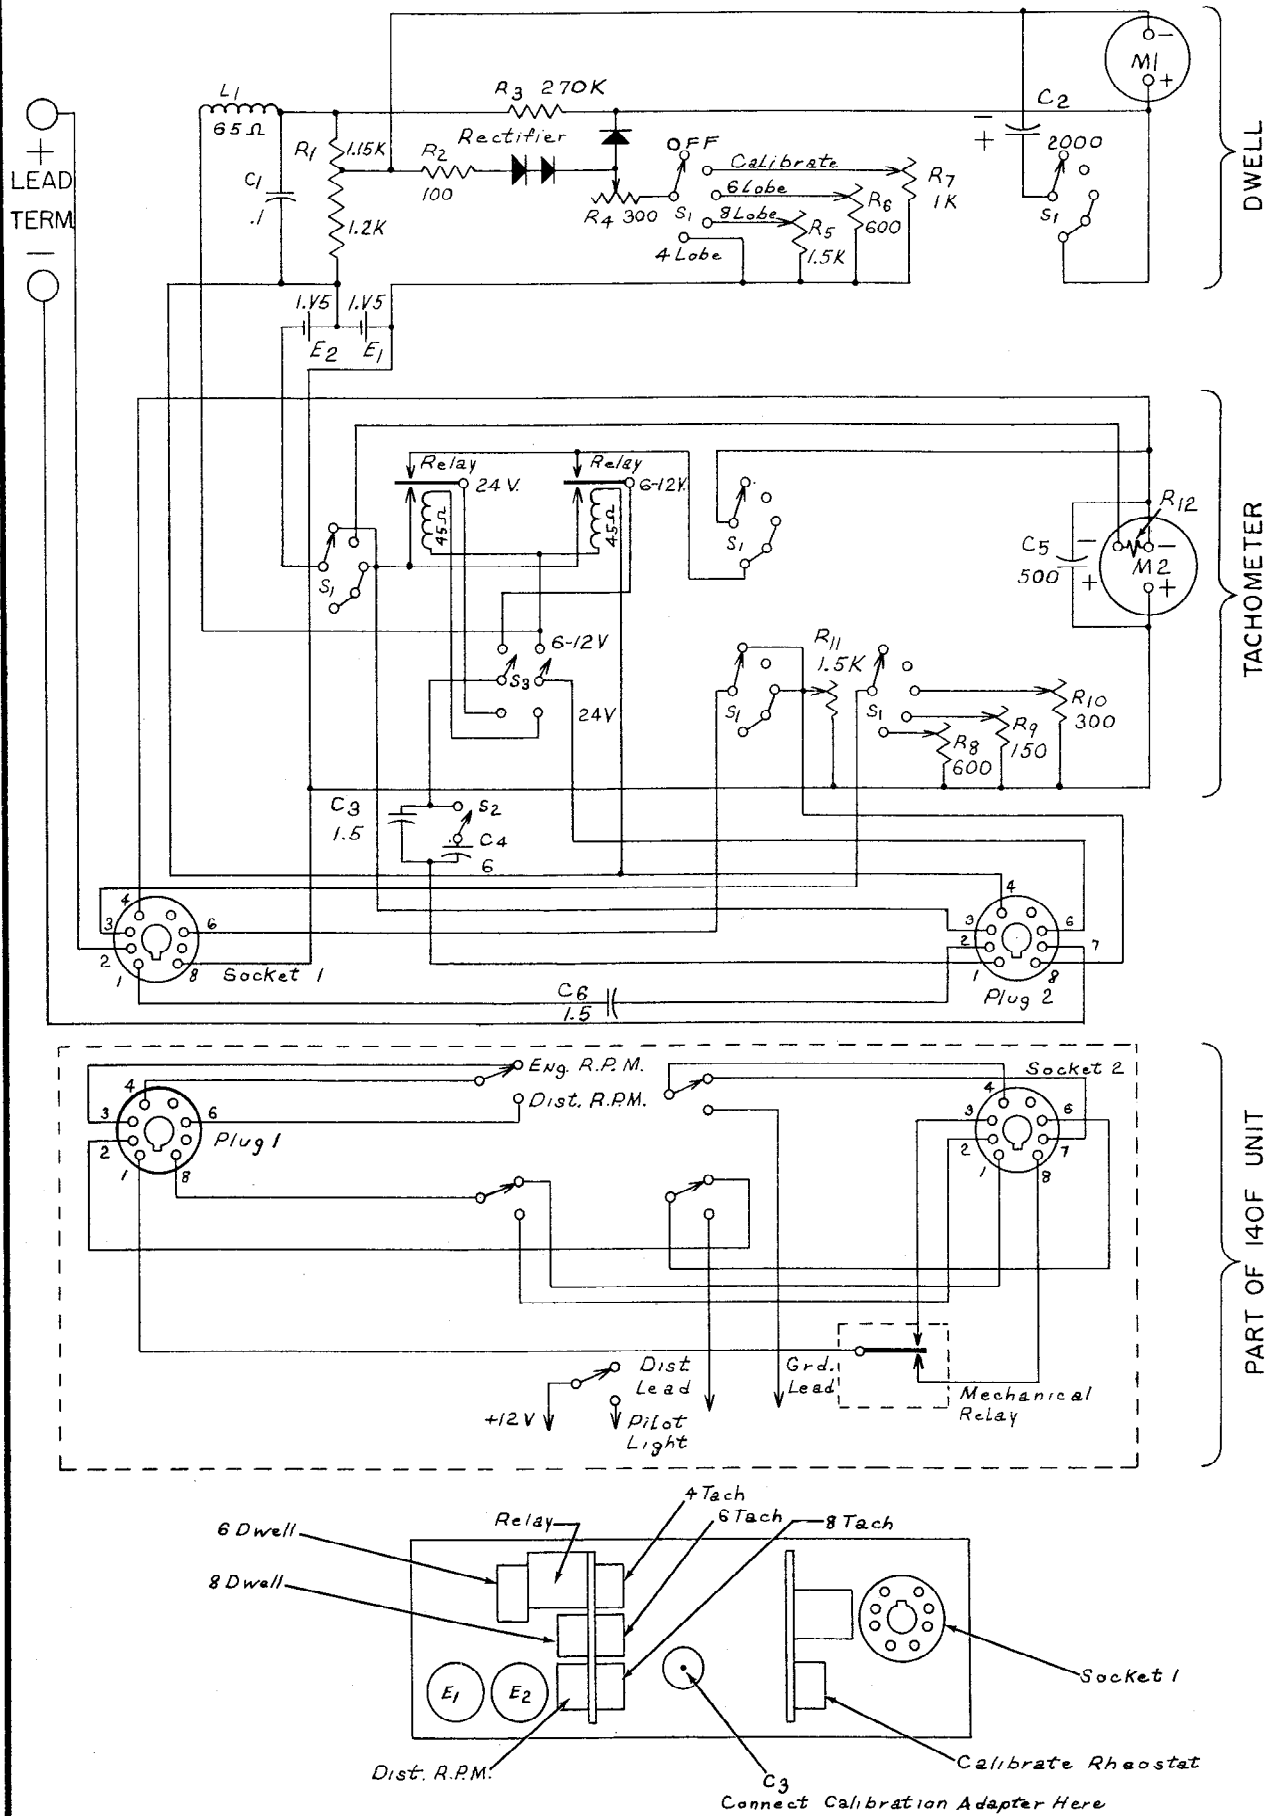 L1
65Ω
R3 270K
Rectifier
R1
1.15K
R2
100
C1
.1
1.2K
R4 300
OFF
S1
Calibrate
6 Lobe
8 Lobe
4 Lobe
R5
1.5K
R6
600
R7
1K
C2
−
+
2000
S1
−
M1
+
DWELL
+
LEAD
TERM
−
1.V5
1.V5
E2
E1
Relay
24 V.
45Ω
Relay
6-12V.
45Ω
S1
S1
R12
C5
500
−
+
−
M2
+
TACHOMETER
6-12V
S3
24V
S1
R11
1.5K
S1
R8
600
R9
150
R10
300
C3
1.5
S2
C4
6
4
3
2
1
6
8
Socket 1
C6
1.5
4
3
2
1
6
7
8
Plug 2
Eng. R.P.M.
Dist. R.P.M.
4
3
2
1
6
8
Plug 1
Socket 2
4
3
2
1
6
7
8
Dist
Lead
Grd.
Lead
Mechanical
Relay
+12V
Pilot
Light
PART OF 140F UNIT
4 Tach
6 Tach
8 Tach
Relay
6 Dwell
8 Dwell
E1
E2
Socket 1
Dist. R.P.M.
Calibrate Rheostat
C3
Connect Calibration Adapter Here